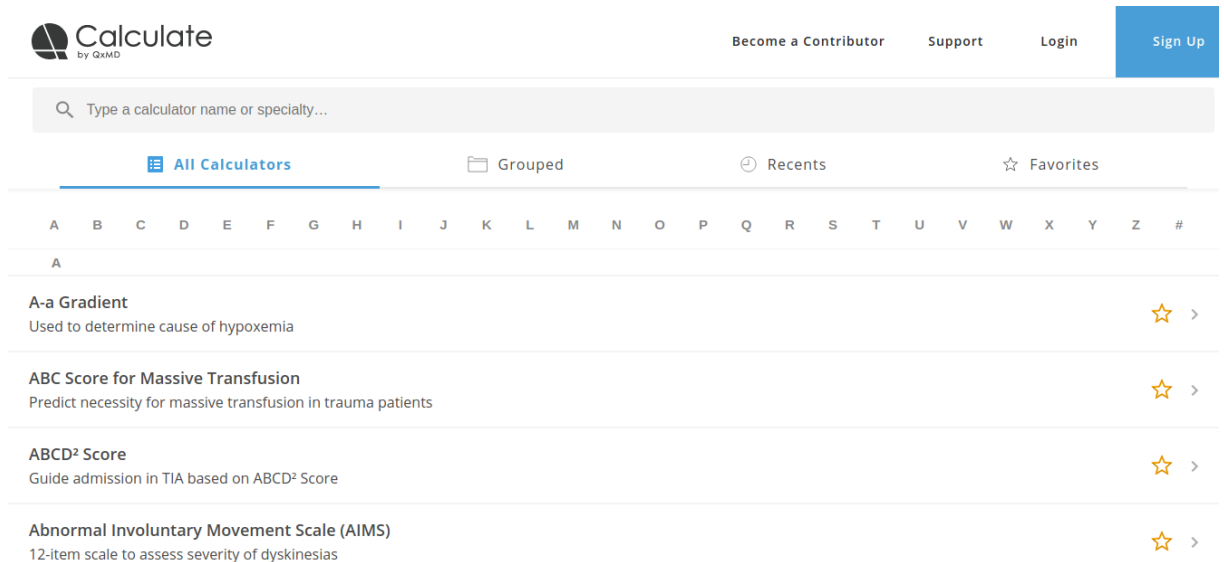 Calculate
by QxMD
Become a Contributor Support Login Sign Up
Type a calculator name or specialty…
All Calculators Grouped Recents Favorites
A B C D E F G H I J K L M N O P Q R S T U V W X Y Z #
A
A-a Gradient
Used to determine cause of hypoxemia
ABC Score for Massive Transfusion
Predict necessity for massive transfusion in trauma patients
ABCD² Score
Guide admission in TIA based on ABCD² Score
Abnormal Involuntary Movement Scale (AIMS)
12-item scale to assess severity of dyskinesias